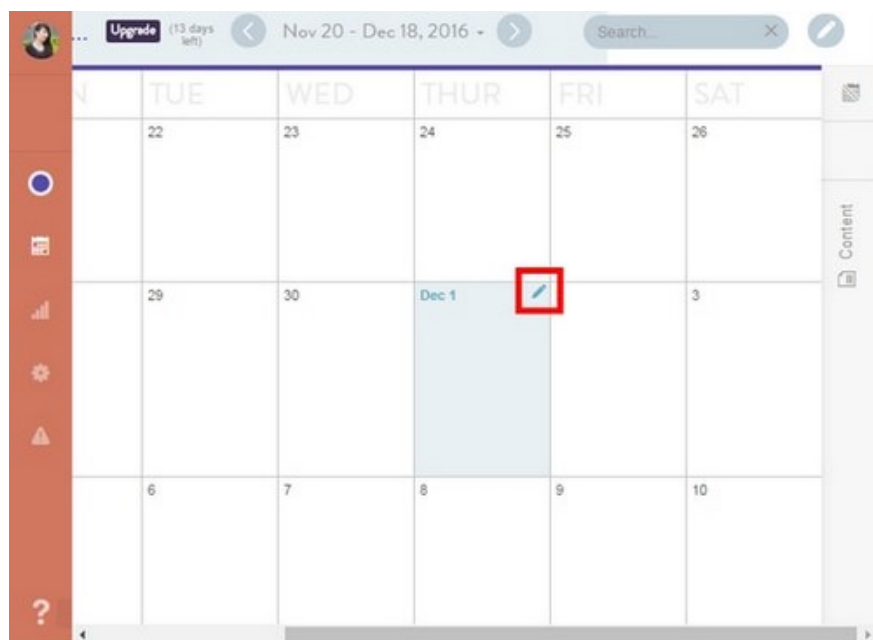 ... Upgrade (13 days left) Nov 20 - Dec 18, 2016 Search...
N TUE WED THUR FRI SAT
22 23 24 25 26
Content
29 30 Dec 1 3
6 7 8 9 10
?